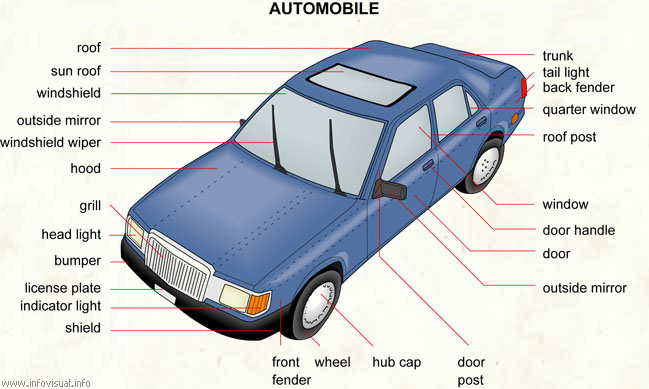 AUTOMOBILE
roof
sun roof
windshield
outside mirror
windshield wiper
hood
grill
head light
bumper
license plate
indicator light
shield
trunk
tail light
back fender
quarter window
roof post
window
door handle
door
outside mirror
front
fender
wheel
hub cap
door
post
© www.infovisual.info